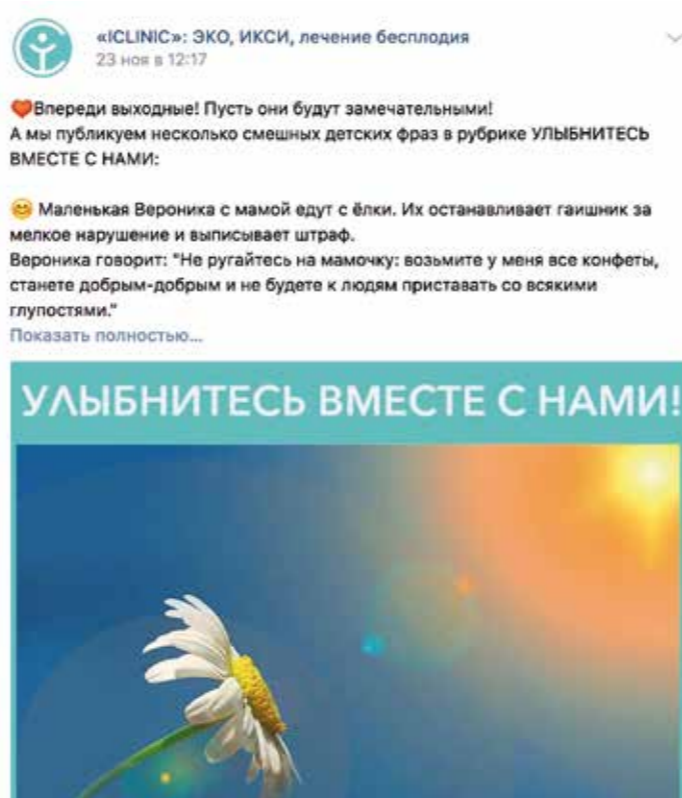 «ICLINIC»: ЭКО, ИКСИ, лечение бесплодия
23 ноя в 12:17
❤Впереди выходные! Пусть они будут замечательными!
А мы публикуем несколько смешных детских фраз в рубрике УЛЫБНИТЕСЬ
ВМЕСТЕ С НАМИ:
😊 Маленькая Вероника с мамой едут с ёлки. Их останавливает гаишник за
мелкое нарушение и выписывает штраф.
Вероника говорит: "Не ругайтесь на мамочку: возьмите у меня все конфеты,
станете добрым-добрым и не будете к людям приставать со всякими
глупостями."
Показать полностью...
УЛЫБНИТЕСЬ ВМЕСТЕ С НАМИ!